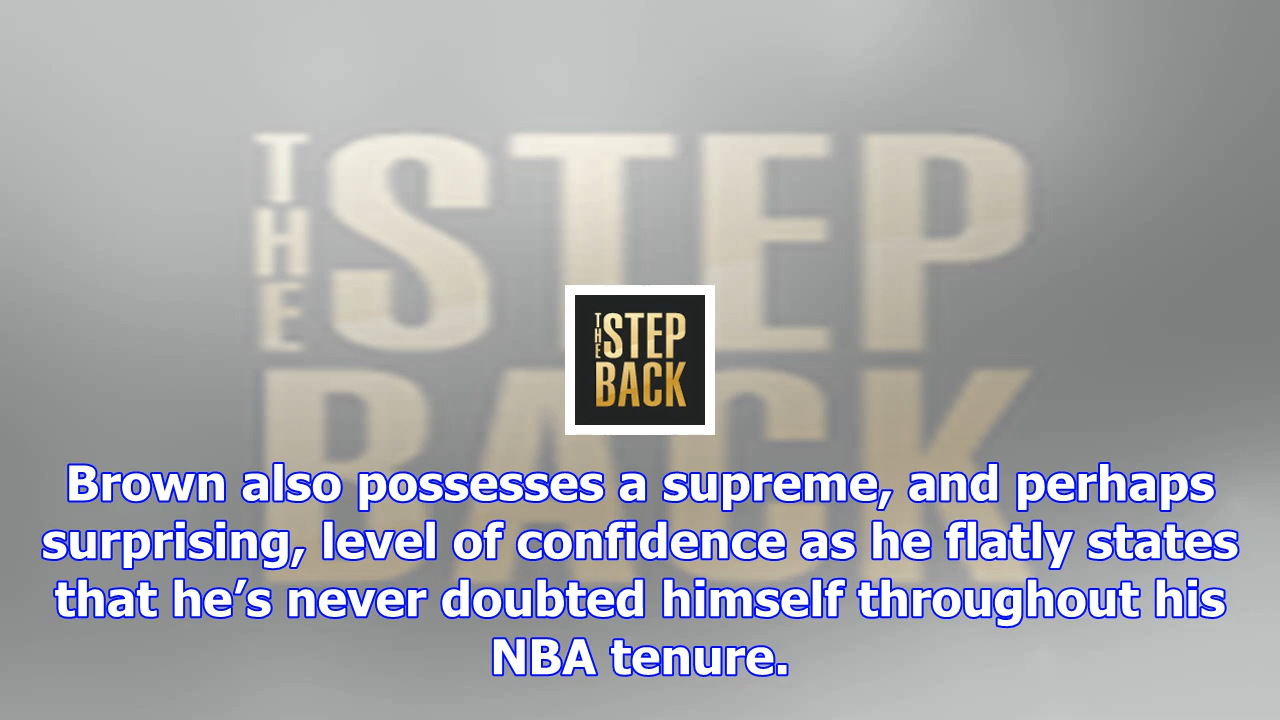 THE
STEP
BACK
THE
STEP
BACK
Brown also possesses a supreme, and perhaps
surprising, level of confidence as he flatly states
that he’s never doubted himself throughout his
NBA tenure.